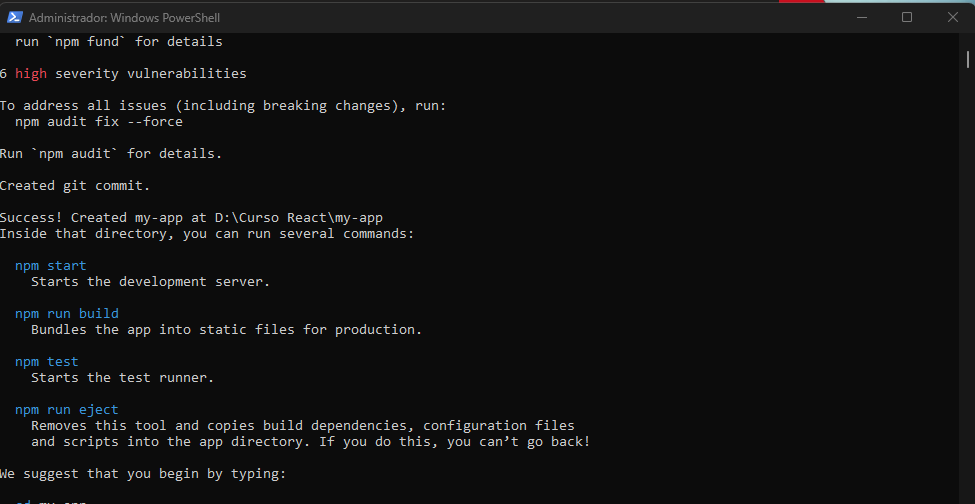 Administrador: Windows PowerShell
run `npm fund` for details
6 high severity vulnerabilities
To address all issues (including breaking changes), run:
npm audit fix --force
Run `npm audit` for details.
Created git commit.
Success! Created my-app at D:\Curso React\my-app
Inside that directory, you can run several commands:
npm start
Starts the development server.
npm run build
Bundles the app into static files for production.
npm test
Starts the test runner.
npm run eject
Removes this tool and copies build dependencies, configuration files
and scripts into the app directory. If you do this, you can’t go back!
We suggest that you begin by typing:
cd my-app